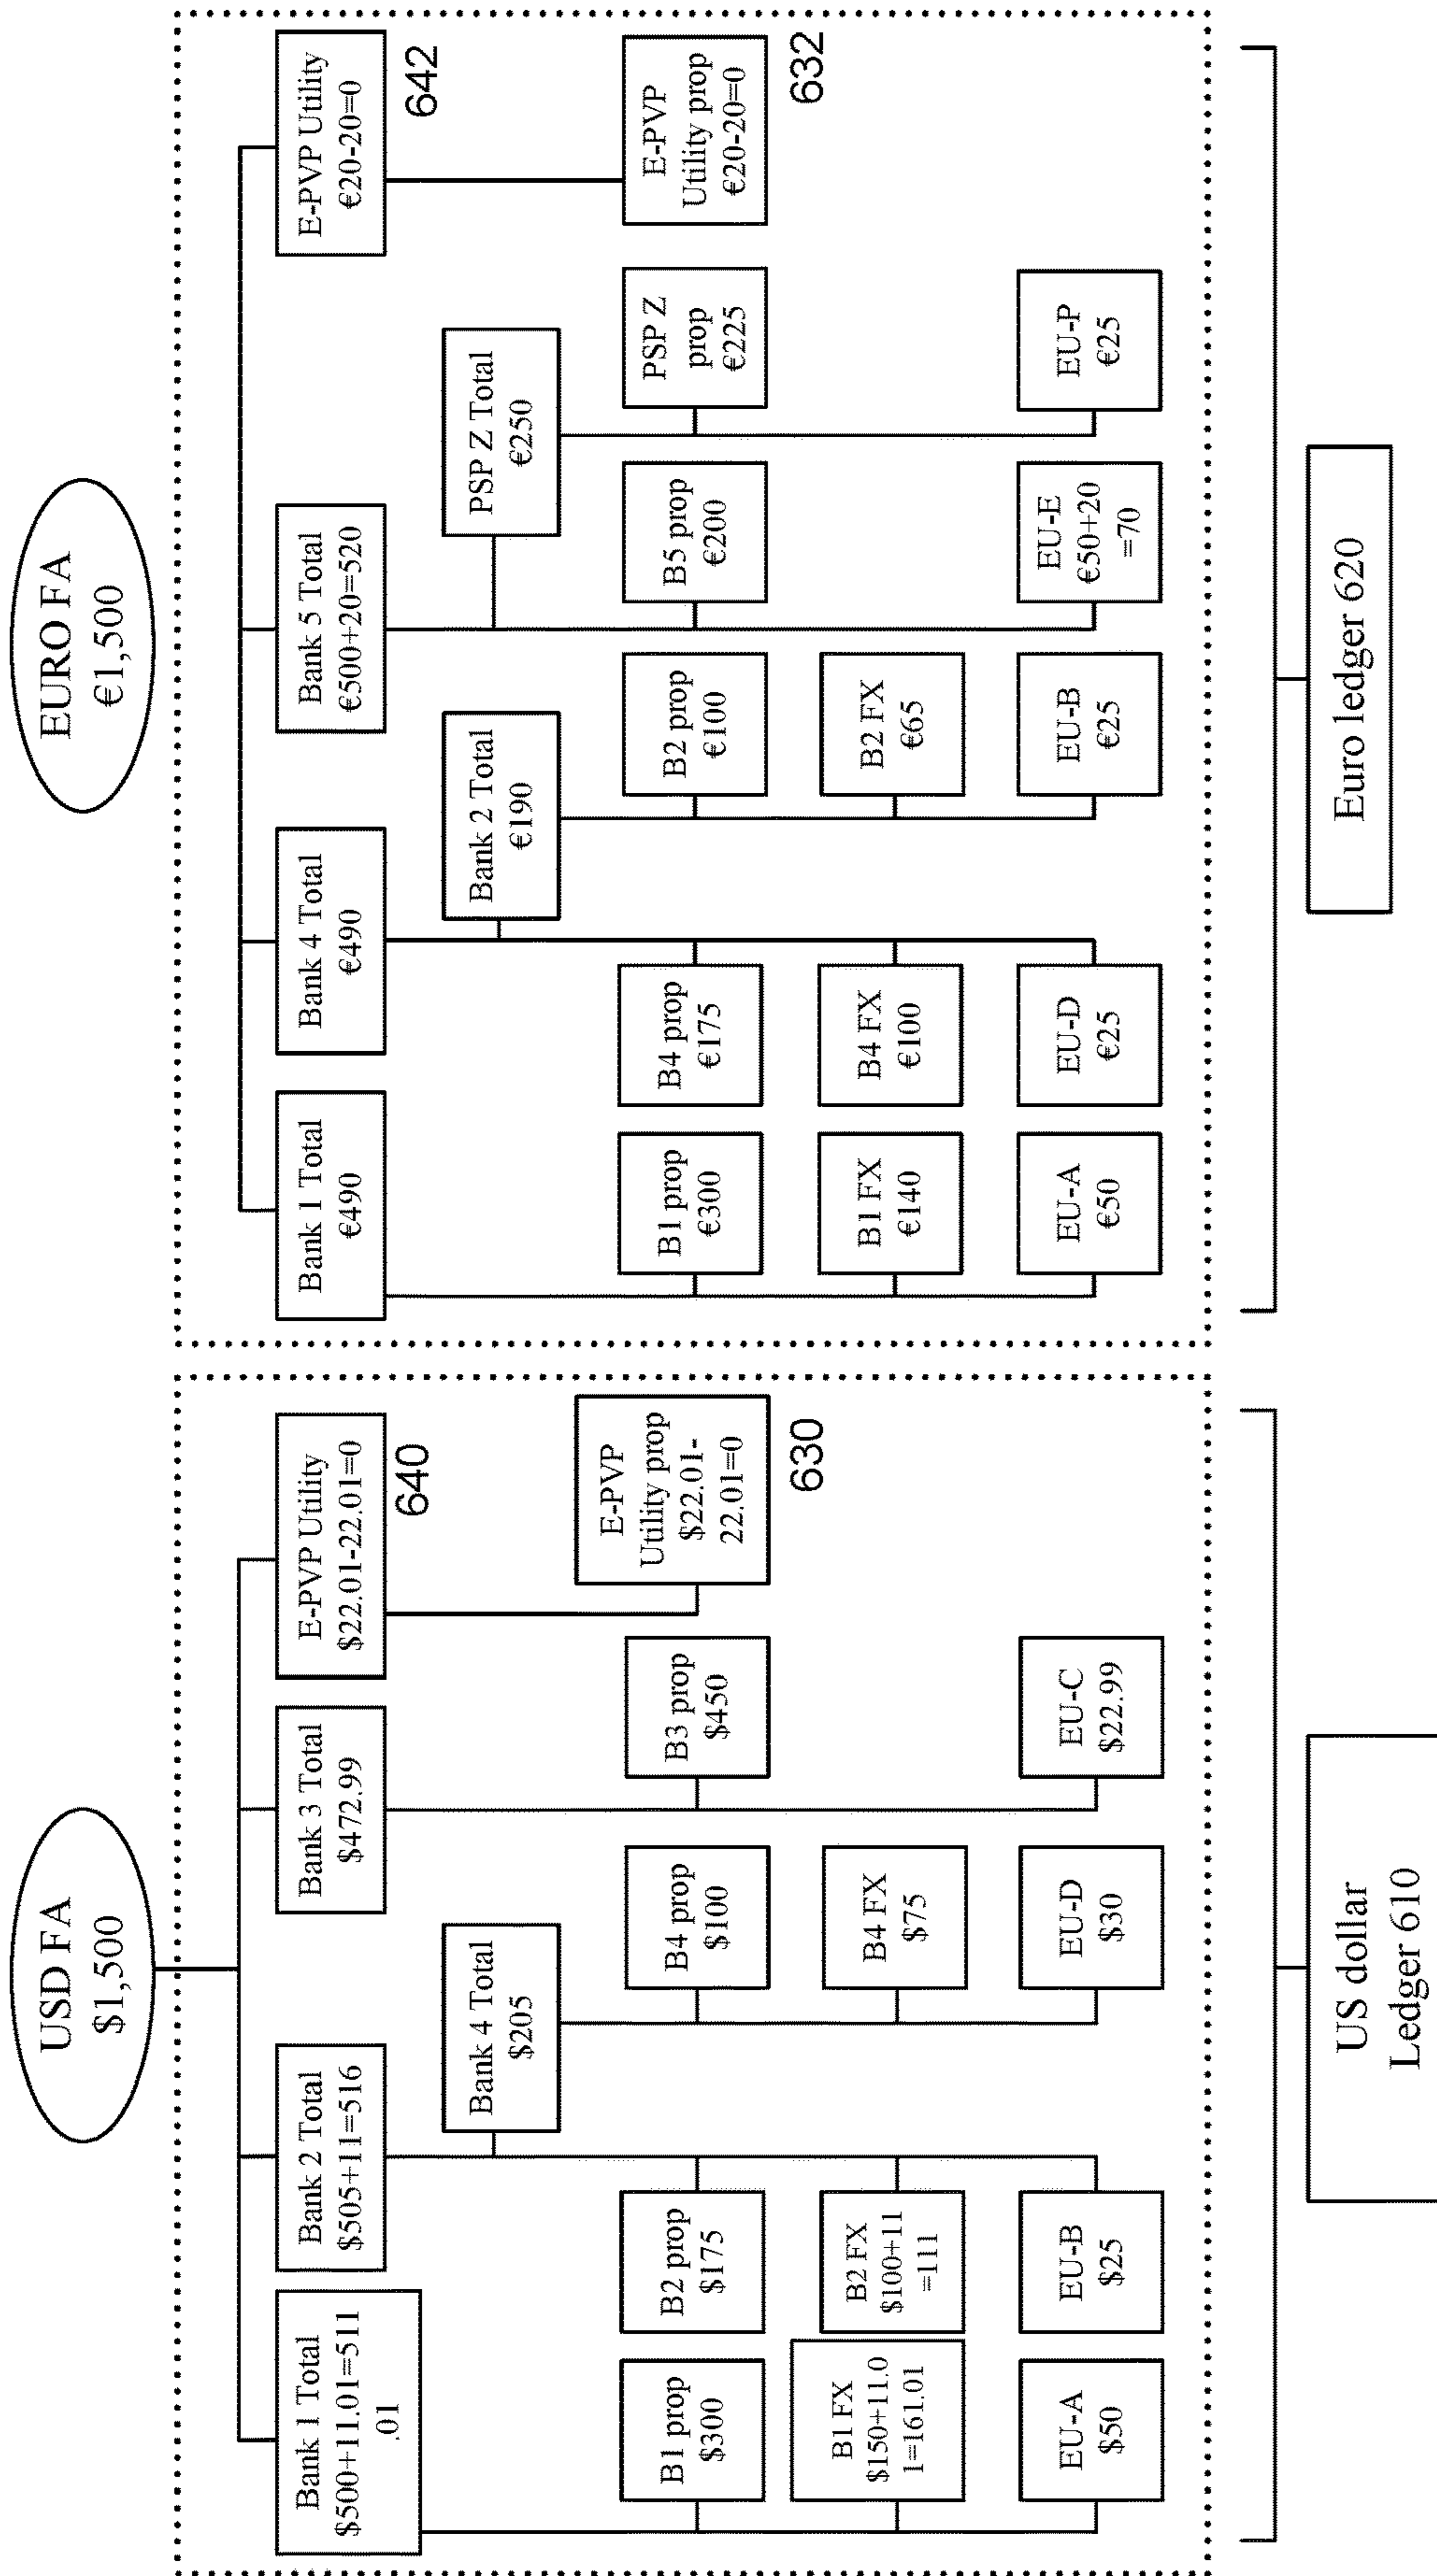 USD FA
$1,500
Bank 1 Total
$500+11.01=511
.01
Bank 2 Total
$505+11=516
Bank 3 Total
$472.99
E-PVP Utility
$22.01-22.01=0
640
Bank 4 Total
$205
B1 prop
$300
B2 prop
$175
B4 prop
$100
B3 prop
$450
E-PVP
Utility prop
$22.01-
22.01=0
630
B1 FX
$150+11.0
1=161.01
B2 FX
$100+11
=111
B4 FX
$75
EU-A
$50
EU-B
$25
EU-D
$30
EU-C
$22.99
US dollar
Ledger 610
EURO FA
€1,500
Bank 1 Total
€490
Bank 4 Total
€490
Bank 5 Total
€500+20=520
E-PVP Utility
€20-20=0
642
Bank 2 Total
€190
PSP Z Total
€250
B1 prop
€300
B4 prop
€175
B2 prop
€100
B5 prop
€200
PSP Z
prop
€225
E-PVP
Utility prop
€20-20=0
632
B1 FX
€140
B4 FX
€100
B2 FX
€65
EU-A
€50
EU-D
€25
EU-B
€25
EU-E
€50+20
=70
EU-P
€25
Euro ledger 620